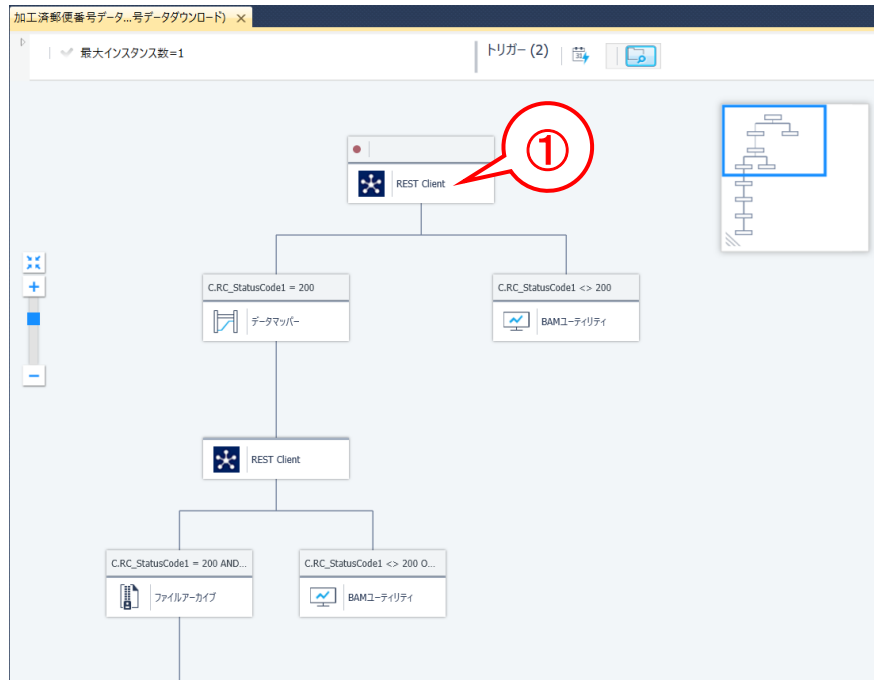 加工済郵便番号データ...号データダウンロード) ×
最大インスタンス数=1
トリガー (2)
31
①
REST Client
C.RC_StatusCode1 = 200
C.RC_StatusCode1 <> 200
データマッパー
BAMユーティリティ
REST Client
C.RC_StatusCode1 = 200 AND...
C.RC_StatusCode1 <> 200 O...
ファイルアーカイブ
BAMユーティリティ